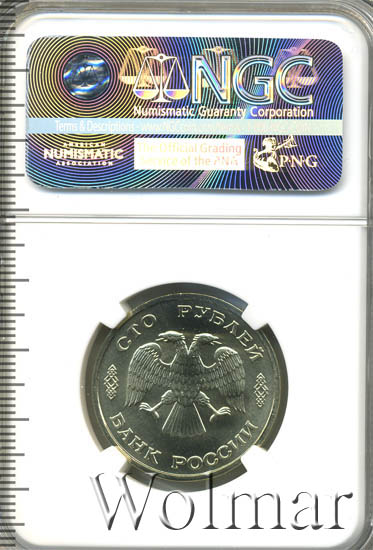 NGC
Numismatic Guaranty Corporation
AMERICAN
NUMISMATIC
ASSOCIATION
The Official Grading
Service of the PNG
P·N·G
СТО РУБЛЕЙ
БАНК РОССИИ
Wolmar